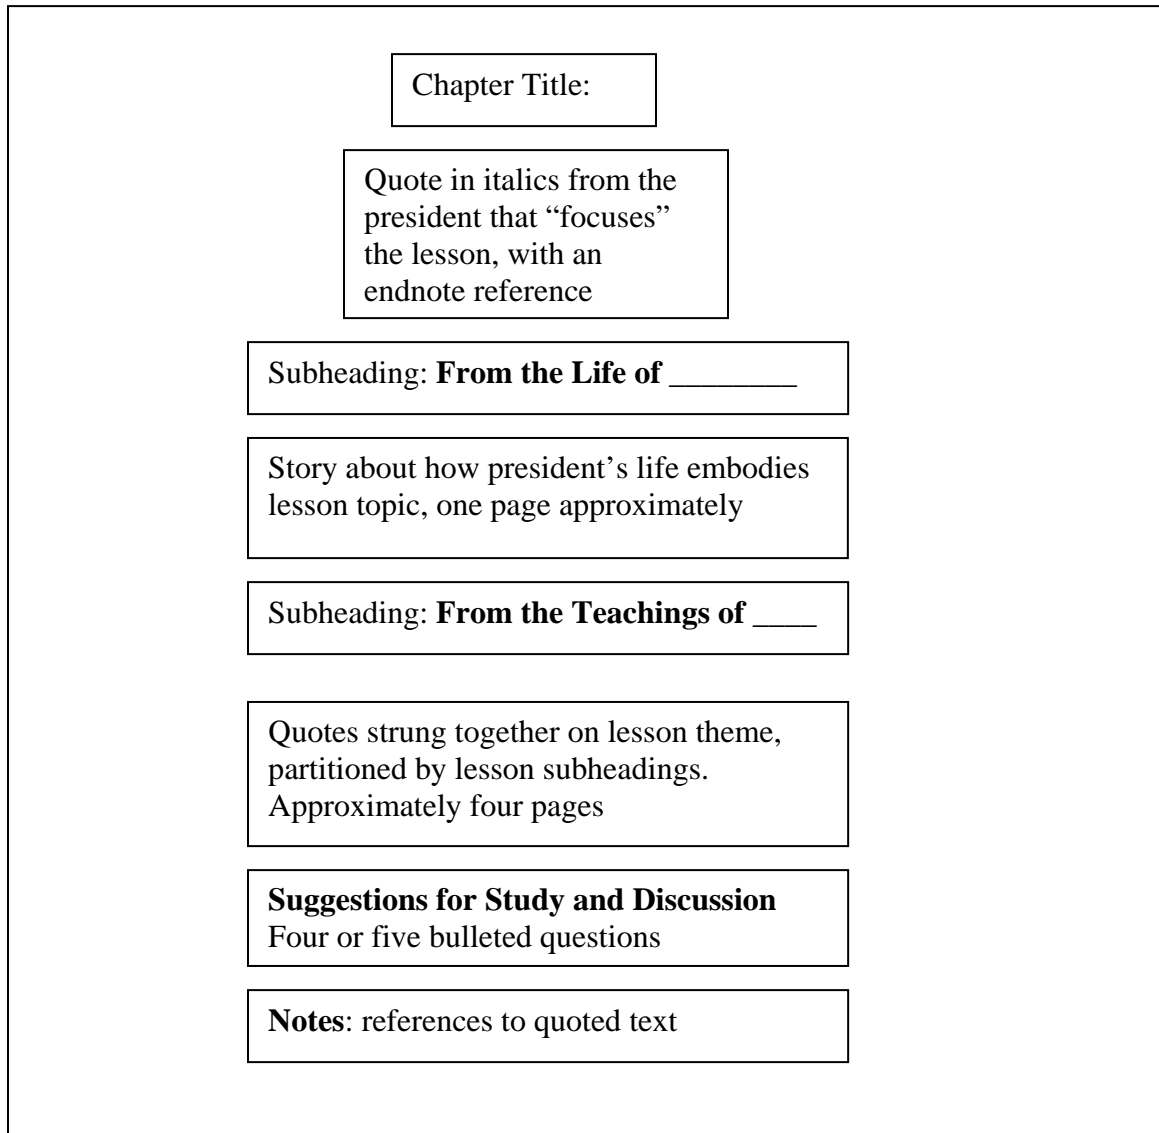 Chapter Title:
Quote in italics from the
president that “focuses”
the lesson, with an
endnote reference
Subheading: From the Life of ________
Story about how president’s life embodies
lesson topic, one page approximately
Subheading: From the Teachings of ____
Quotes strung together on lesson theme,
partitioned by lesson subheadings.
Approximately four pages
Suggestions for Study and Discussion
Four or five bulleted questions
Notes: references to quoted text